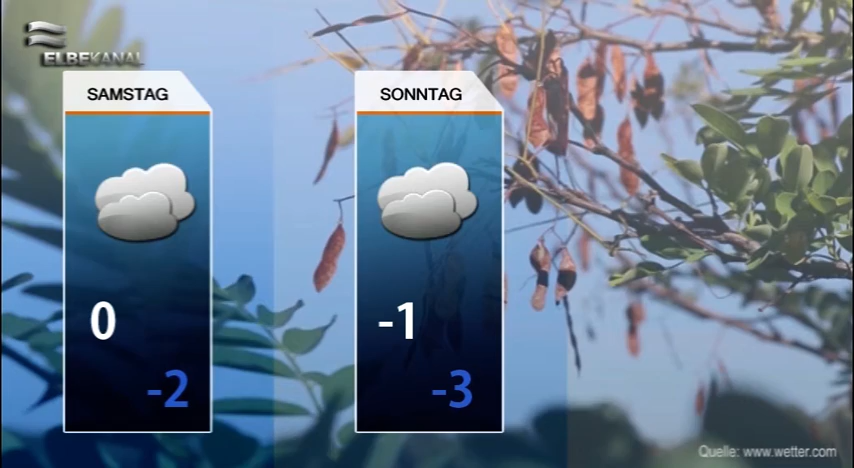 ELBEKANAL
SAMSTAG
SONNTAG
0
-1
-2
-3
Quelle: www.wetter.com